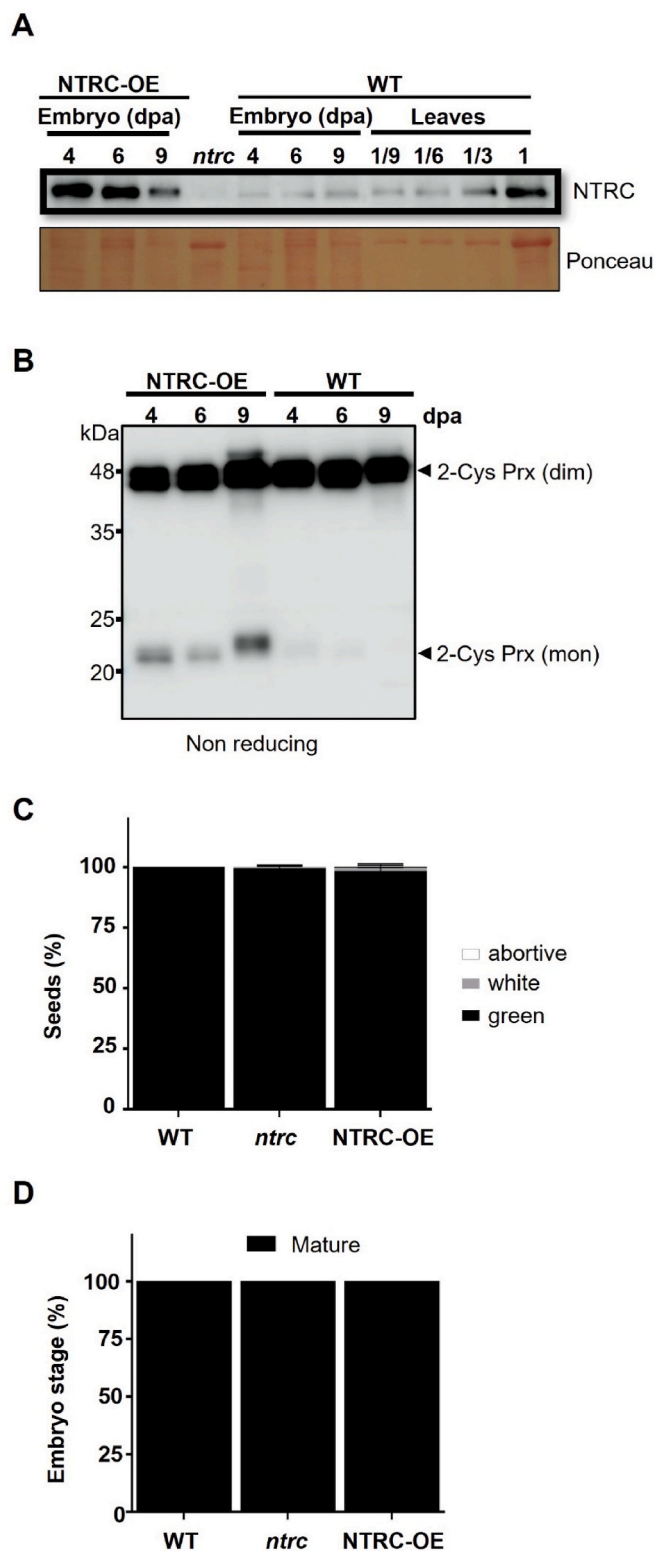 A
NTRC-OE WT
Embryo (dpa) Embryo (dpa) Leaves
4 6 9 ntrc 4 6 9 1/9 1/6 1/3 1
NTRC
Ponceau
B
NTRC-OE WT
4 6 9 4 6 9 dpa
kDa
48 2-Cys Prx (dim)
35
25
2-Cys Prx (mon)
20
Non reducing
C
100
75
50
25
0
Seeds (%)
abortive
white
green
WT ntrc NTRC-OE
D
Mature
100
75
50
25
0
Embryo stage (%)
WT ntrc NTRC-OE